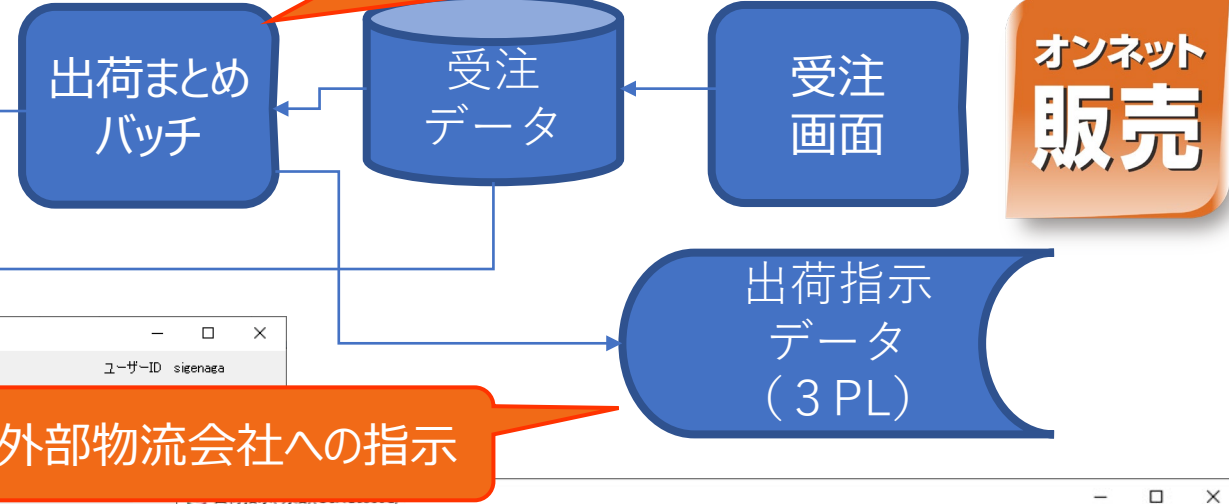 出荷まとめ
バッチ
受注
データ
受注
画面
オンネット
販売
出荷指示
データ
(3PL)
ユーザーID sigenaga
外部物流会社への指示